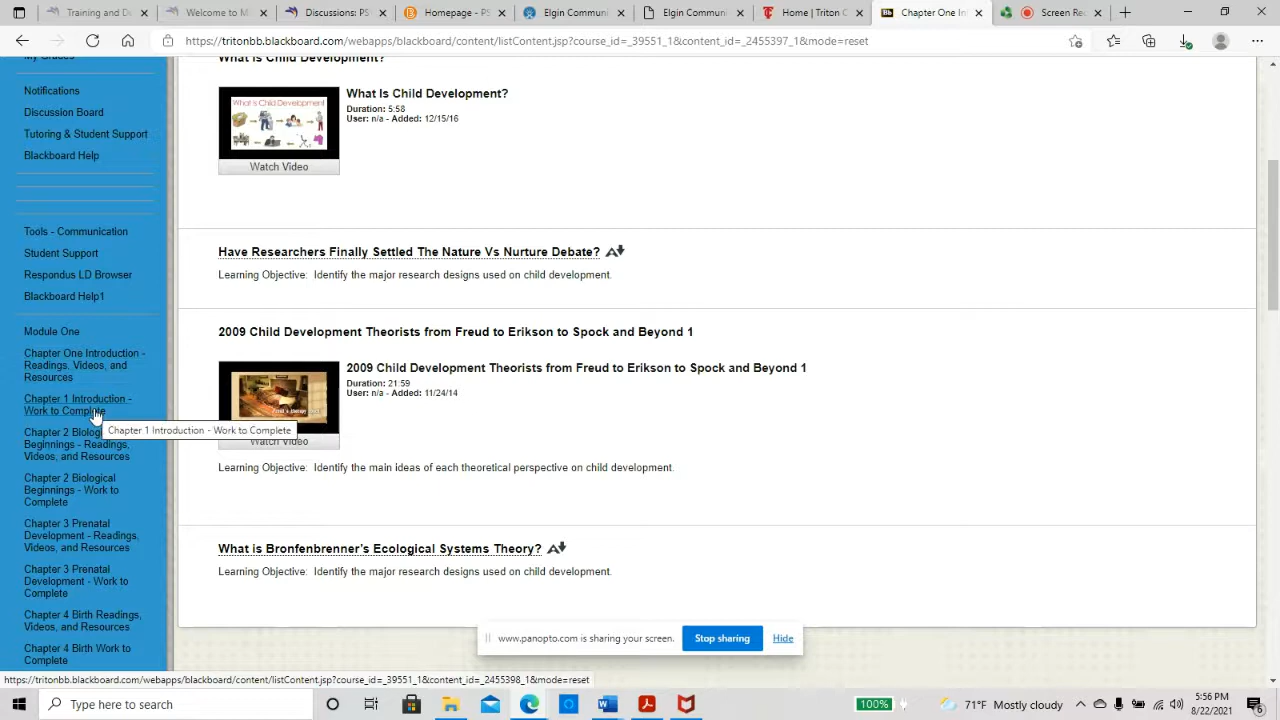 Training and De
Welcome to M
Discussions PS
Homepage - PS
Elgin Communi
Elgin Communi
Home | Triton C
Bb
Chapter One In
Screen Re
https://tritonbb.blackboard.com/webapps/blackboard/content/listContent.jsp?course_id=_39551_1&content_id=_2455397_1&mode=reset
My Grades
Notifications
Discussion Board
Tutoring & Student Support
Blackboard Help
Tools - Communication
Student Support
Respondus LD Browser
Blackboard Help1
Module One
Chapter One Introduction -
Readings, Videos, and
Resources
Chapter 1 Introduction -
Work to Complete
Chapter 1 Introduction - Work to Complete
Chapter 2
Beginnings - Readings,
Videos, and Resources
Chapter 2 Biological
Beginnings - Work to
Complete
Chapter 3 Prenatal
Development - Readings,
Videos, and Resources
Chapter 3 Prenatal
Development - Work to
Complete
Chapter 4 Birth Readings,
Videos, and Resources
Chapter 4 Birth Work to
Complete
What is Child Development?
What Is Child Development
What Is Child Development?
Duration: 5:58
User: n/a - Added: 12/15/16
Watch Video
Have Researchers Finally Settled The Nature Vs Nurture Debate?
Learning Objective: Identify the major research designs used on child development.
2009 Child Development Theorists from Freud to Erikson to Spock and Beyond 1
2009 Child Development Theorists from Freud to Erikson to Spock and Beyond 1
Duration: 21:59
User: n/a - Added: 11/24/14
Watch Video
Learning Objective: Identify the main ideas of each theoretical perspective on child development.
What is Bronfenbrenner's Ecological Systems Theory?
Learning Objective: Identify the major research designs used on child development.
www.panopto.com is sharing your screen.
Stop sharing
Hide
https://tritonbb.blackboard.com/webapps/blackboard/content/listContent.jsp?course_id=_39551_1&content_id=_2455398_1&mode=reset
Type here to search
100%
71°F Mostly cloudy
5:56 PM
8/22/2021
6